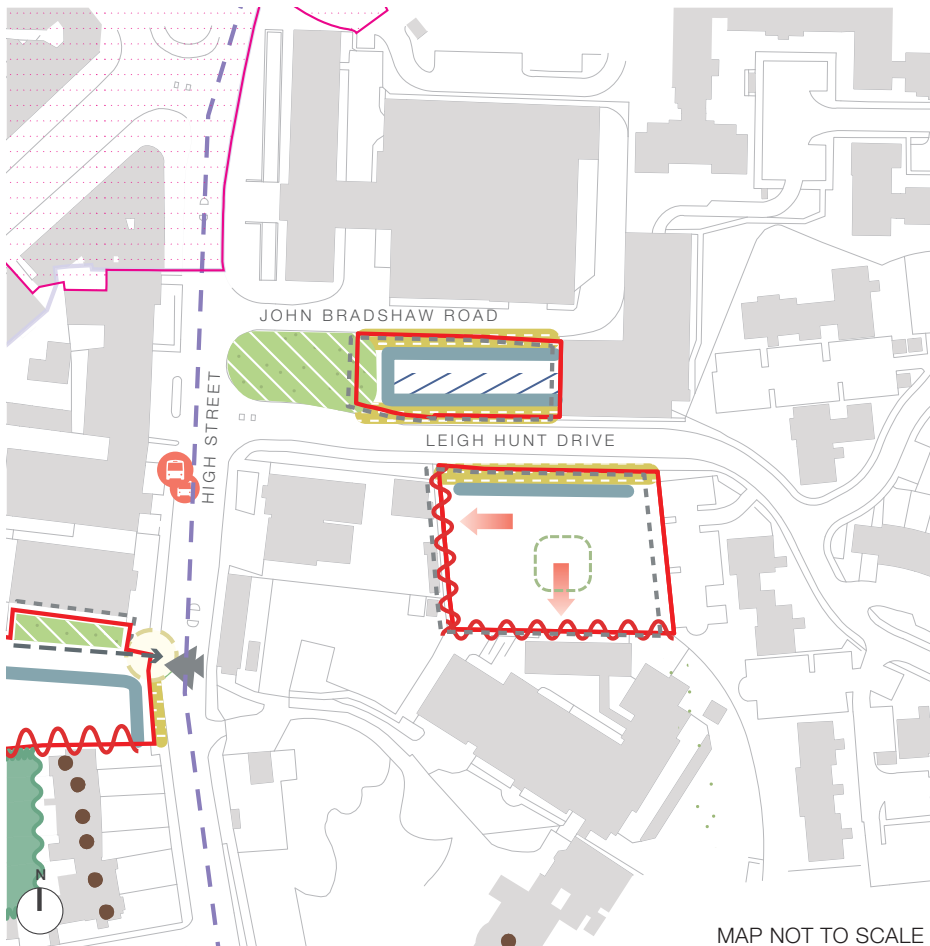 JOHN BRADSHAW ROAD
HIGH STREET
LEIGH HUNT DRIVE
N
MAP NOT TO SCALE